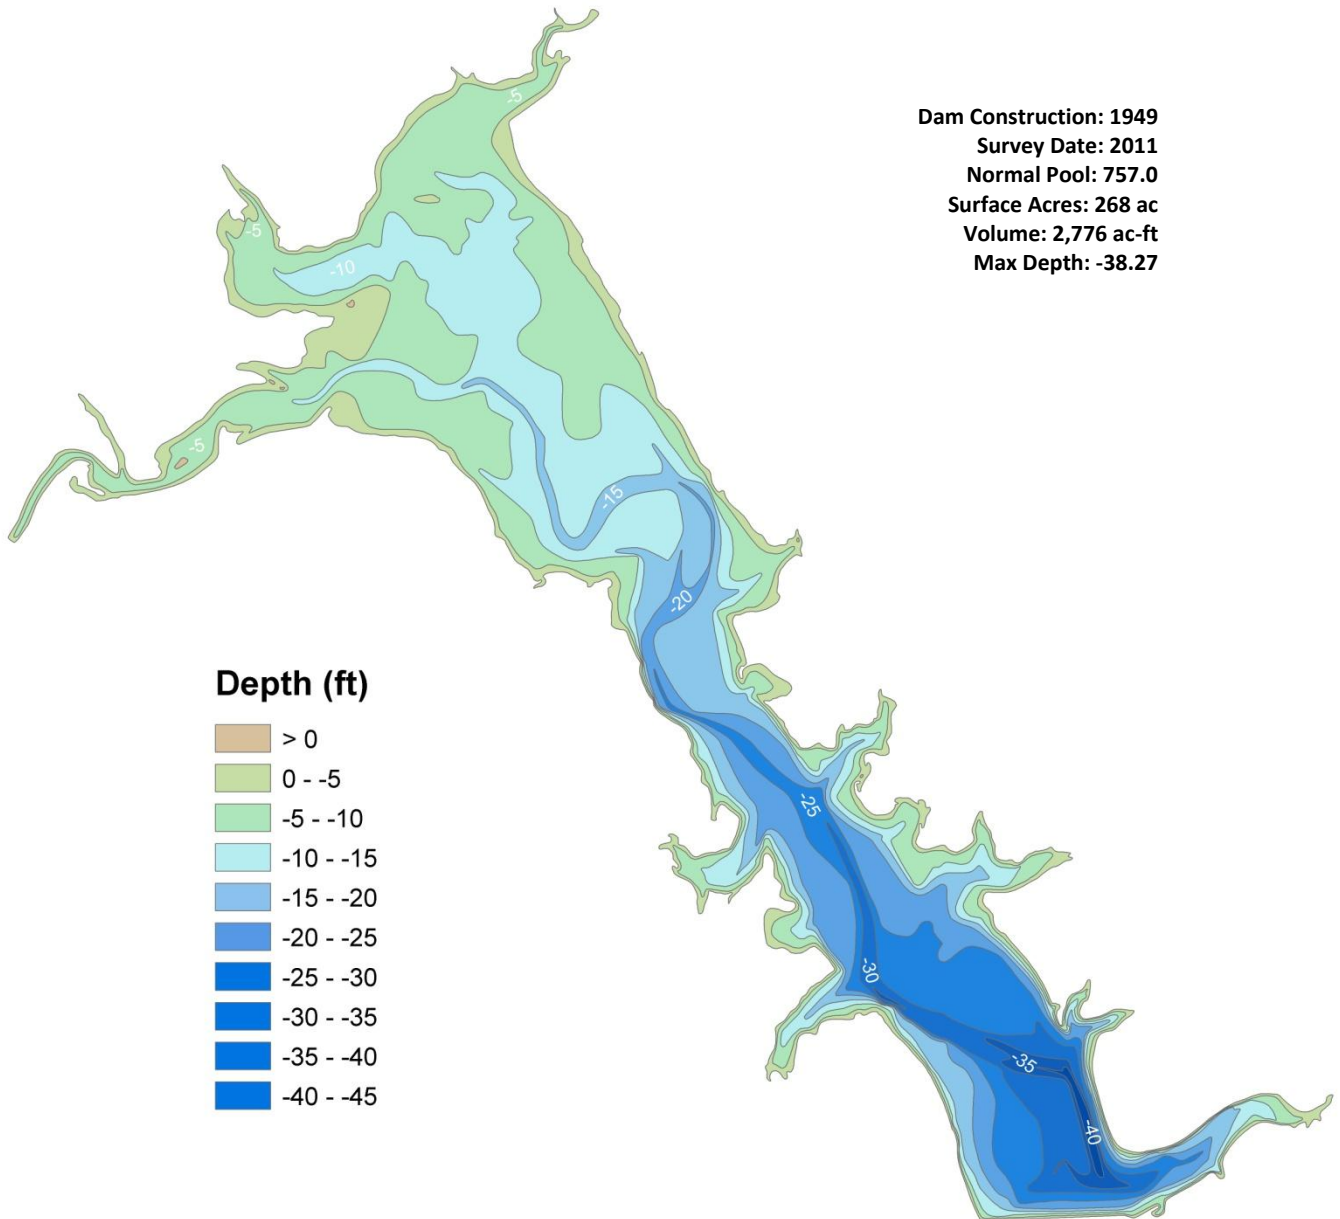 Dam Construction: 1949
Survey Date: 2011
Normal Pool: 757.0
Surface Acres: 268 ac
Volume: 2,776 ac-ft
Max Depth: -38.27
-5
-5
-10
-5
-15
-20
-25
-30
-35
-40
Depth (ft)
> 0
0 - -5
-5 - -10
-10 - -15
-15 - -20
-20 - -25
-25 - -30
-30 - -35
-35 - -40
-40 - -45